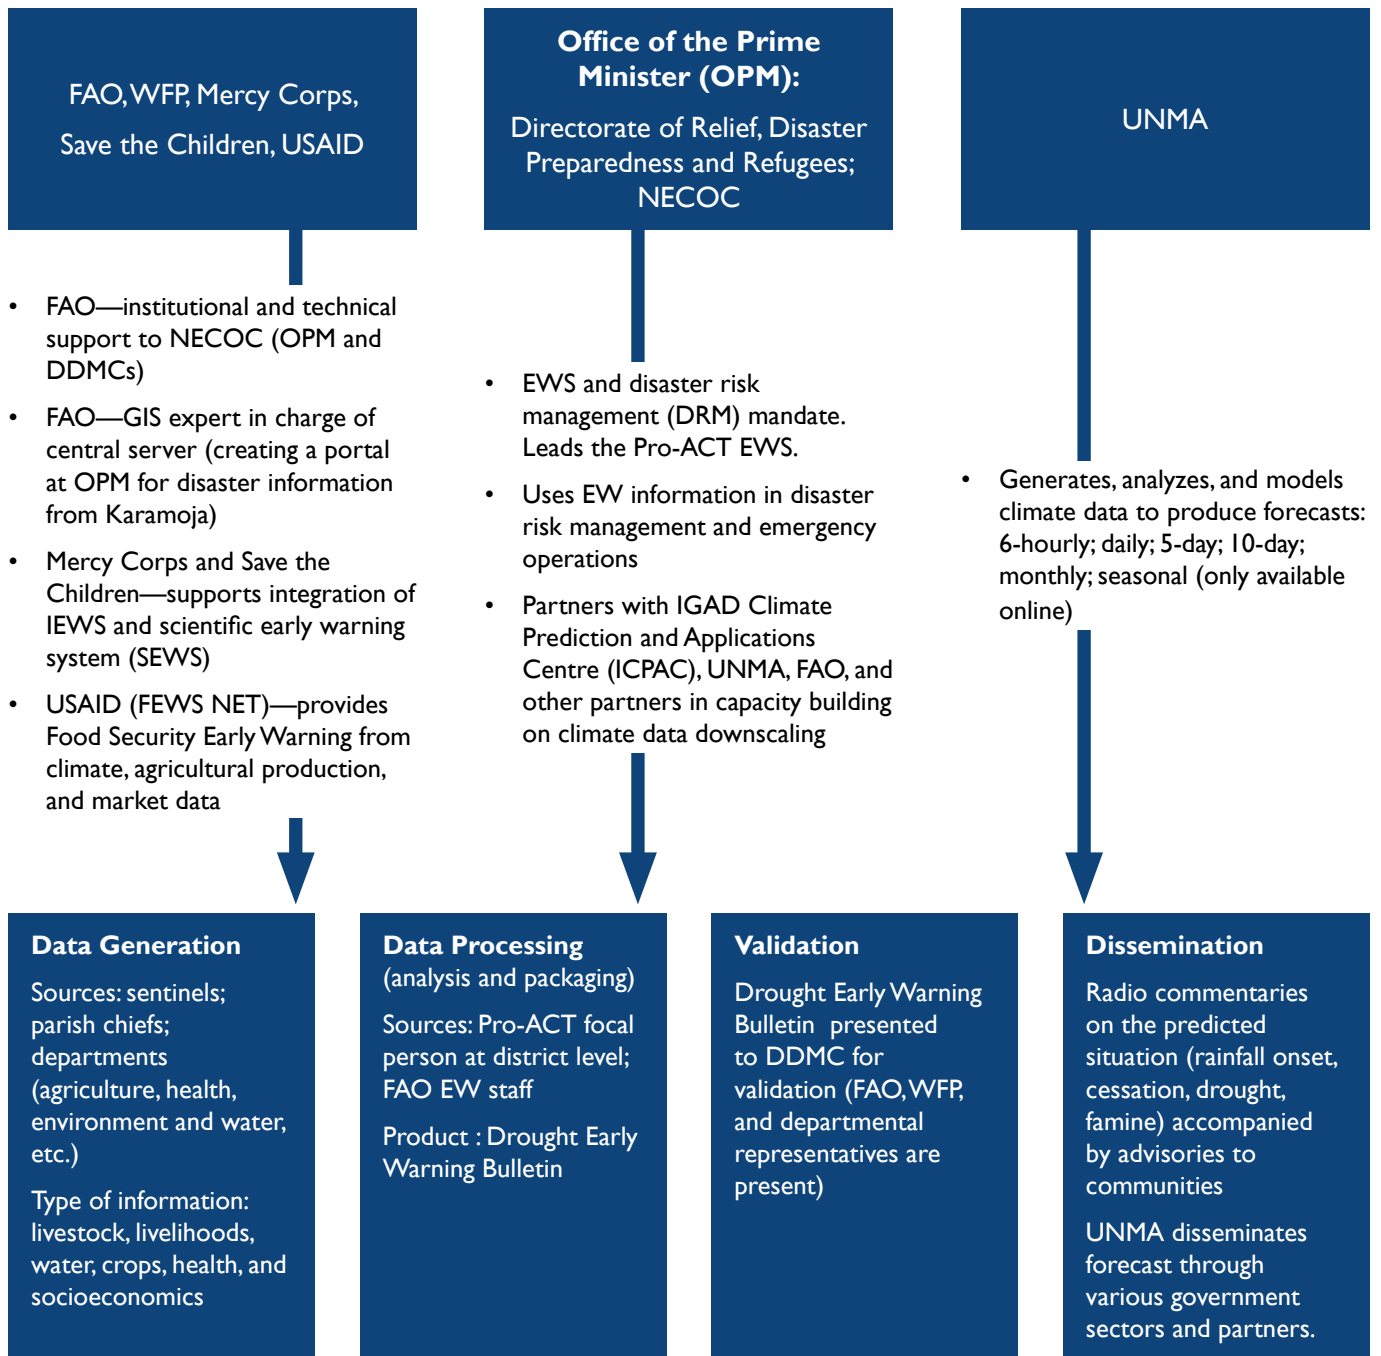 FAO, WFP, Mercy Corps,
Save the Children, USAID
Office of the Prime
Minister (OPM):
Directorate of Relief, Disaster
Preparedness and Refugees;
NECOC
UNMA
• FAO—institutional and technical
support to NECOC (OPM and
DDMCs)
• FAO—GIS expert in charge of
central server (creating a portal
at OPM for disaster information
from Karamoja)
• Mercy Corps and Save the
Children—supports integration of
IEWS and scientific early warning
system (SEWS)
• USAID (FEWS NET)—provides
Food Security Early Warning from
climate, agricultural production,
and market data
• EWS and disaster risk
management (DRM) mandate.
Leads the Pro-ACT EWS.
• Uses EW information in disaster
risk management and emergency
operations
• Partners with IGAD Climate
Prediction and Applications
Centre (ICPAC), UNMA, FAO, and
other partners in capacity building
on climate data downscaling
• Generates, analyzes, and models
climate data to produce forecasts:
6-hourly; daily; 5-day; 10-day;
monthly; seasonal (only available
online)
Data Generation
Sources: sentinels;
parish chiefs;
departments
(agriculture, health,
environment and water,
etc.)
Type of information:
livestock, livelihoods,
water, crops, health, and
socioeconomics
Data Processing
(analysis and packaging)
Sources: Pro-ACT focal
person at district level;
FAO EW staff
Product : Drought Early
Warning Bulletin
Validation
Drought Early Warning
Bulletin presented
to DDMC for
validation (FAO, WFP,
and departmental
representatives are
present)
Dissemination
Radio commentaries
on the predicted
situation (rainfall onset,
cessation, drought,
famine) accompanied
by advisories to
communities
UNMA disseminates
forecast through
various government
sectors and partners.